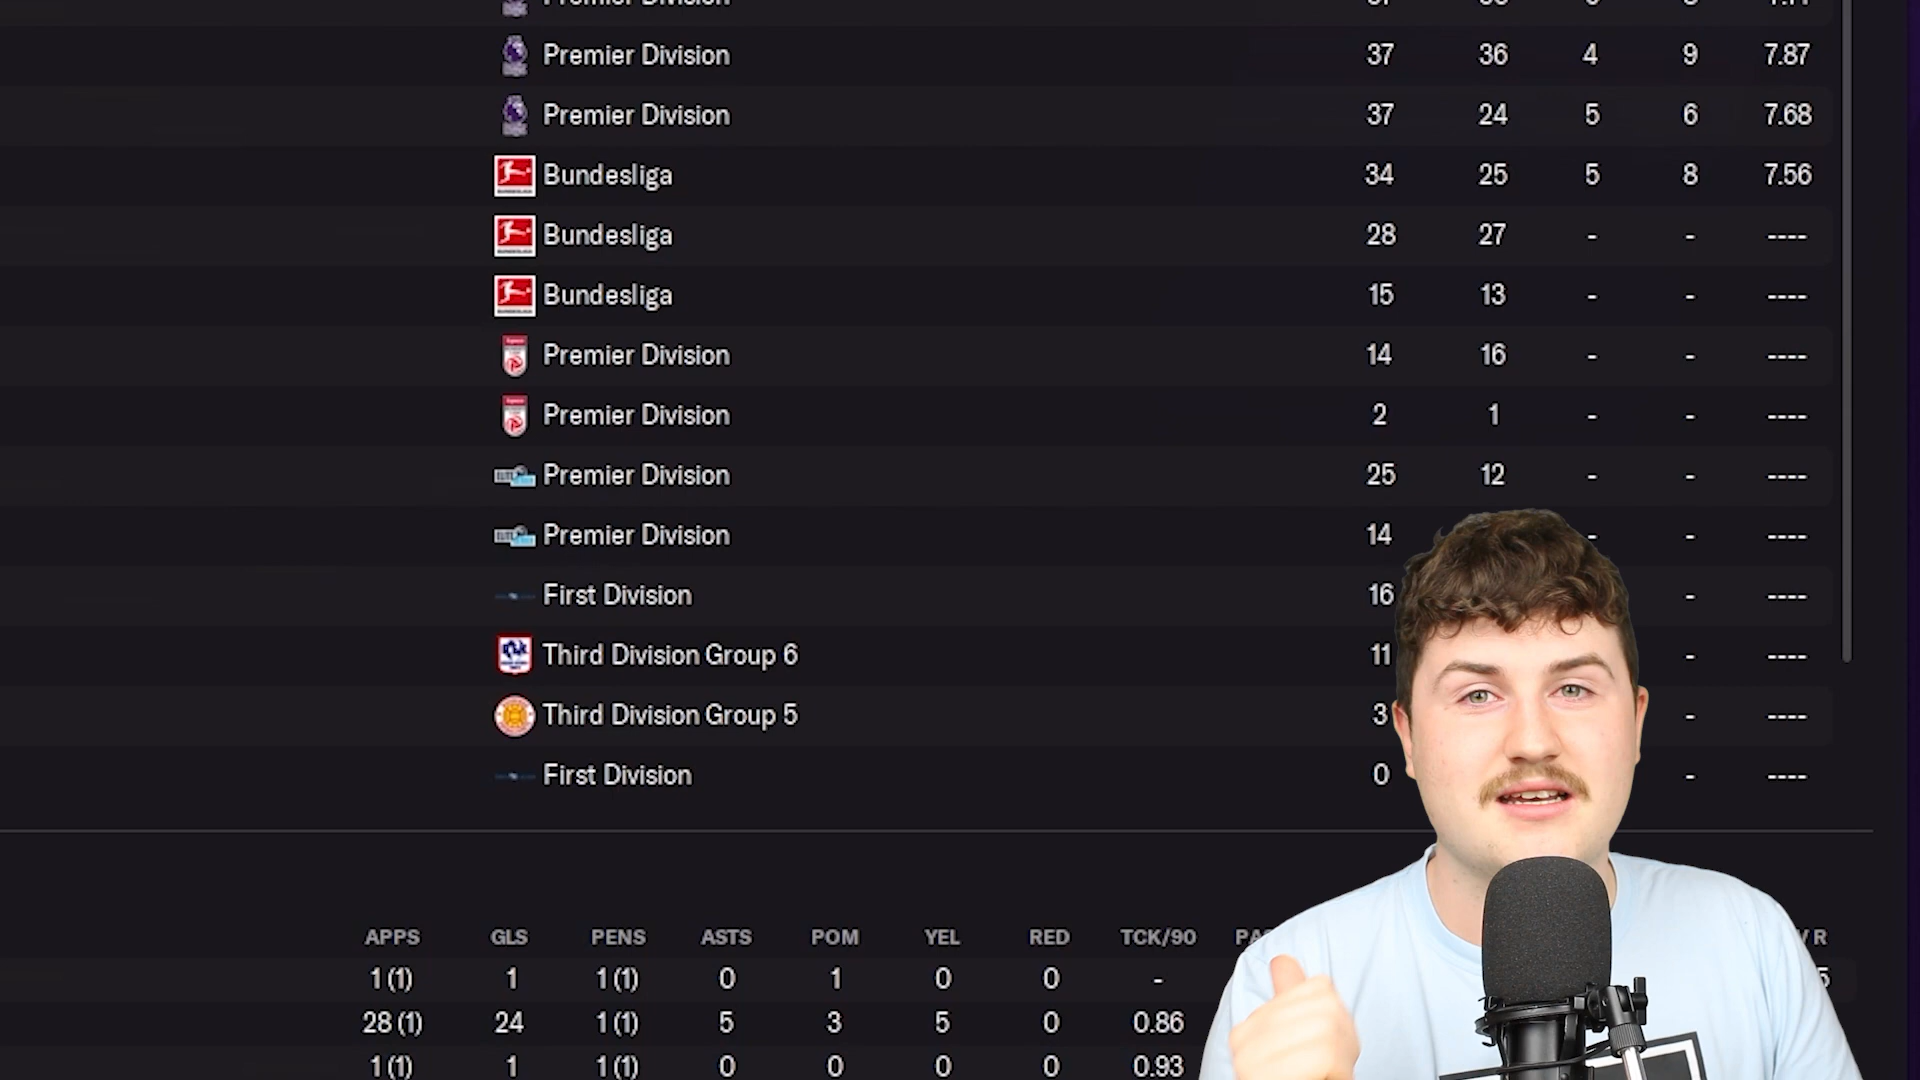 Premier Division
Premier Division 37 36 4 9 7.87
Premier Division 37 24 5 6 7.68
Bundesliga 34 25 5 8 7.56
Bundesliga 28 27 - - ----
Bundesliga 15 13 - - ----
Premier Division 14 16 - - ----
Premier Division 2 1 - - ----
Premier Division 25 12 - - ----
Premier Division 14 - - ----
First Division 16 - ----
Third Division Group 6 11 - ----
Third Division Group 5 3 - ----
First Division 0 - ----
APPS GLS PENS ASTS POM YEL RED TCK/90
1 (1) 1 1 (1) 0 1 0 0 -
28 (1) 24 1 (1) 5 3 5 0 0.86
1 (1) 1 1 (1) 0 0 0 0 0.93